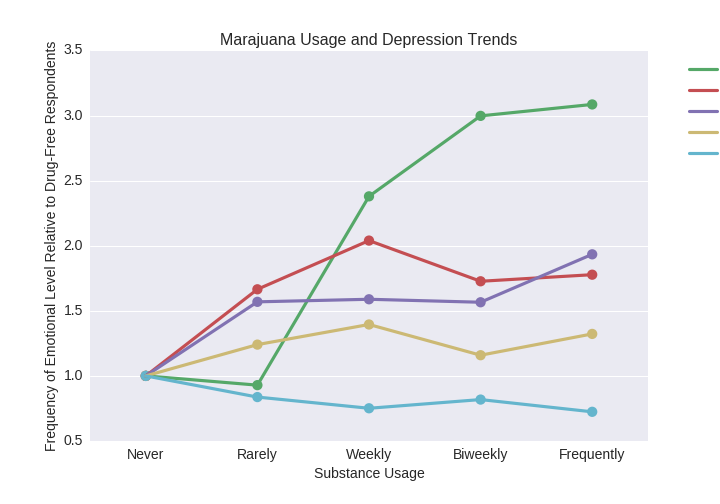 Marajuana Usage and Depression Trends
Frequency of Emotional Level Relative to Drug-Free Respondents
3.5
3.0
2.5
2.0
1.5
1.0
0.5
Never Rarely Weekly Biweekly Frequently
Substance Usage